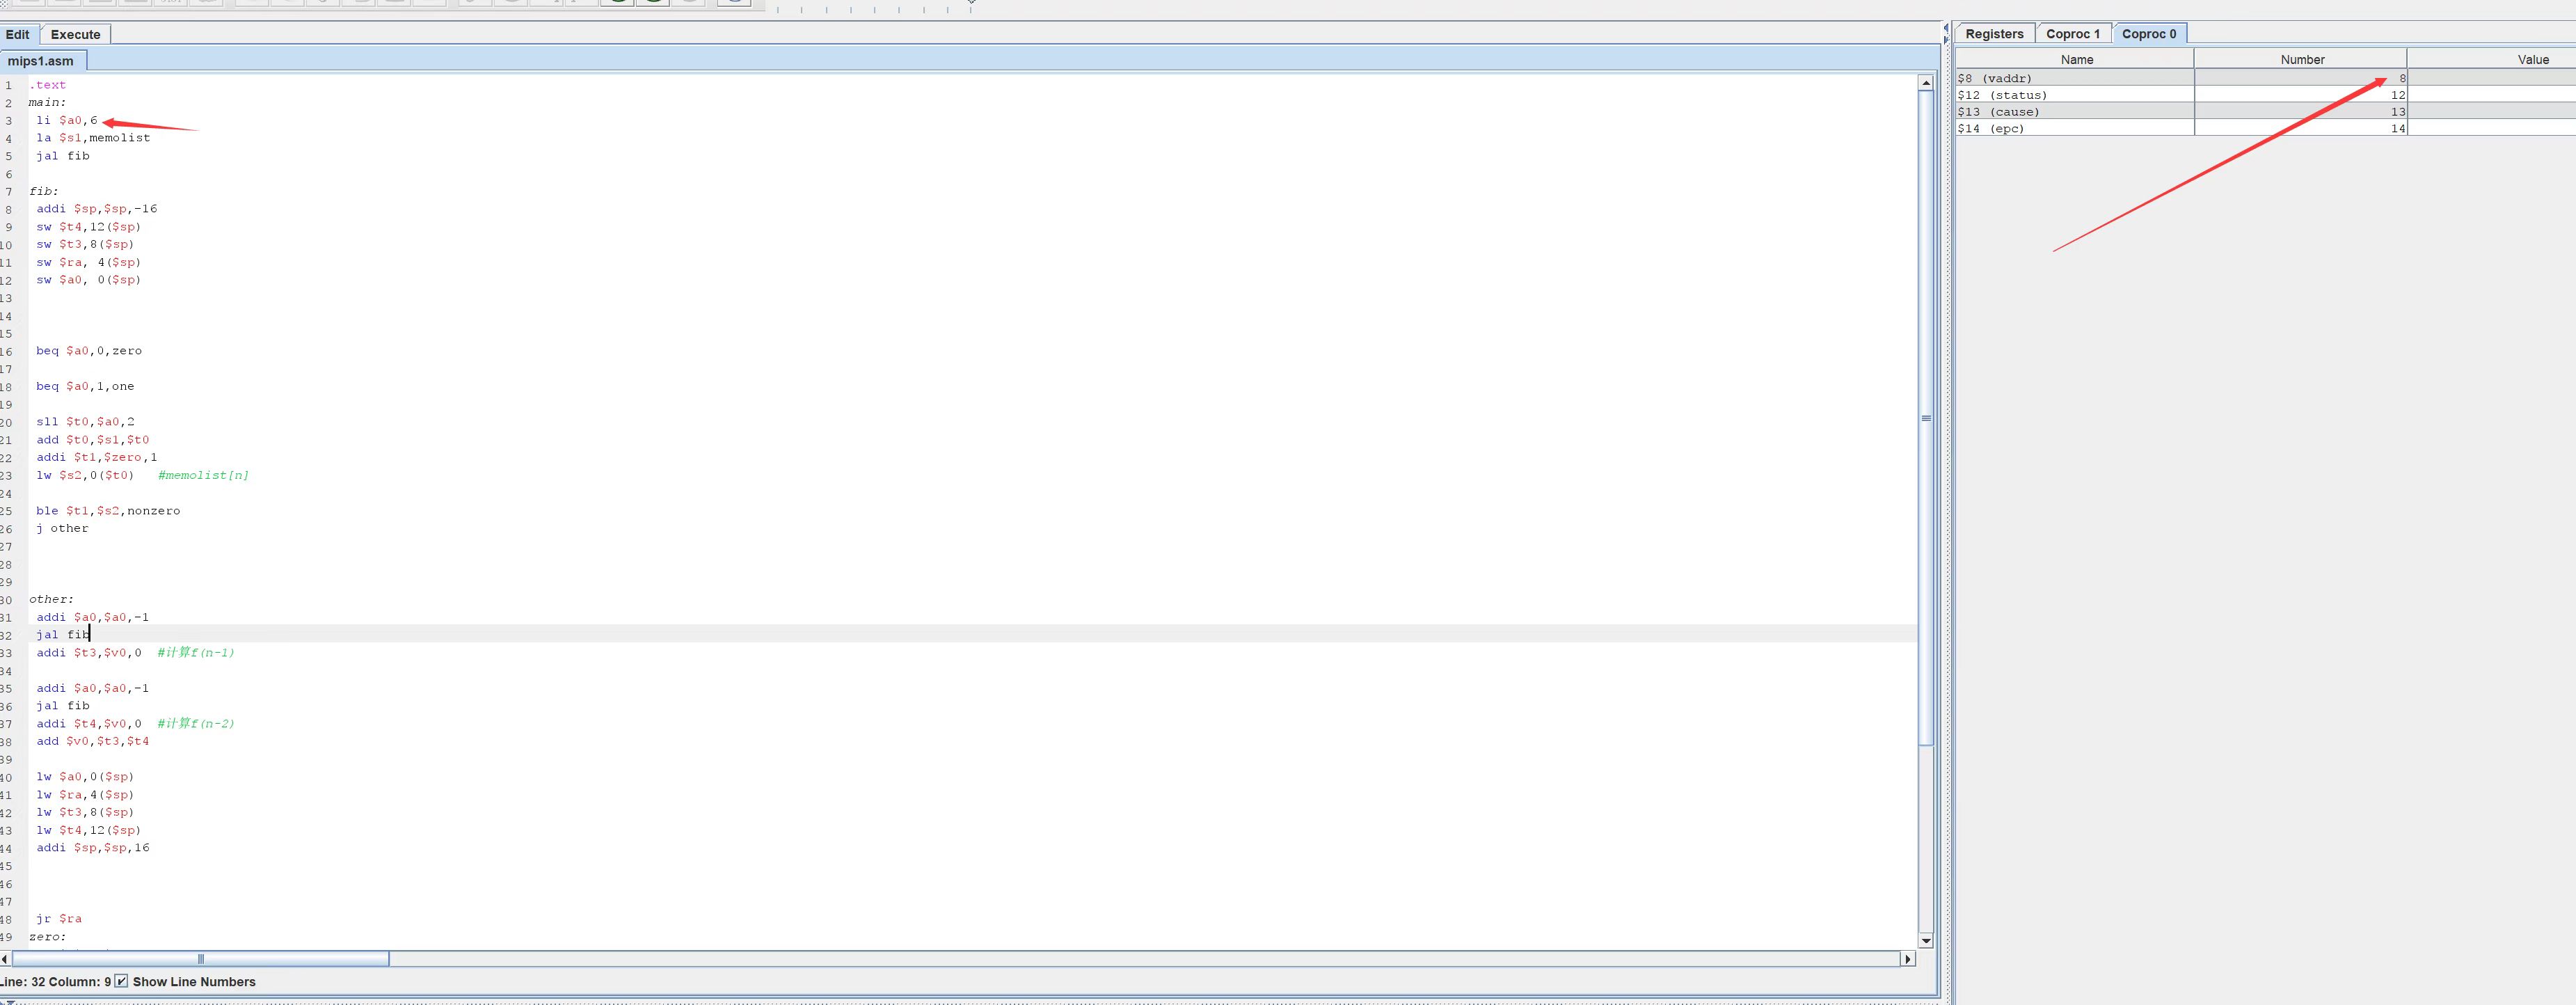 Edit Execute
mips1.asm
1 .text
2 main:
3 li $a0,6
4 la $s1,memolist
5 jal fib
6
7 fib:
8 addi $sp,$sp,-16
9 sw $t4,12($sp)
10 sw $t3,8($sp)
11 sw $ra, 4($sp)
12 sw $a0, 0($sp)
13
14
15
16 beq $a0,0,zero
17
18 beq $a0,1,one
19
20 sll $t0,$a0,2
21 add $t0,$s1,$t0
22 addi $t1,$zero,1
23 lw $s2,0($t0) #memolist[n]
24
25 ble $t1,$s2,nonzero
26 j other
27
28
29
30 other:
31 addi $a0,$a0,-1
32 jal fib
33 addi $t3,$v0,0 #计算f(n-1)
34
35 addi $a0,$a0,-1
36 jal fib
37 addi $t4,$v0,0 #计算f(n-2)
38 add $v0,$t3,$t4
39
40 lw $a0,0($sp)
41 lw $ra,4($sp)
42 lw $t3,8($sp)
43 lw $t4,12($sp)
44 addi $sp,$sp,16
45
46
47
48 jr $ra
49 zero:
Line: 32 Column: 9 Show Line Numbers
Registers Coproc 1 Coproc 0
Name Number Value
$8 (vaddr) 8
$12 (status) 12
$13 (cause) 13
$14 (epc) 14